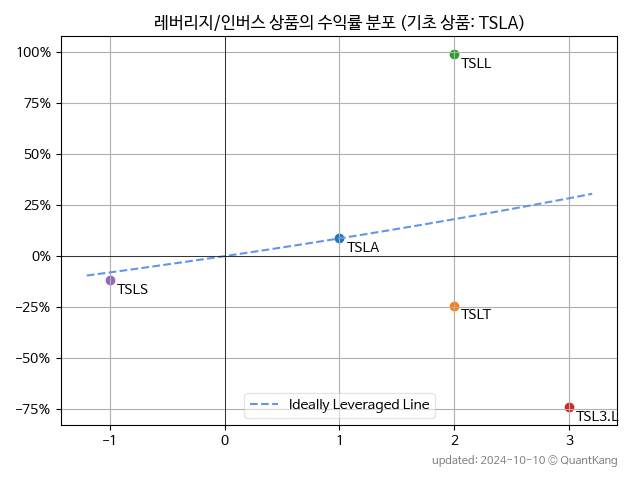 레버리지/인버스 상품의 수익률 분포 (기초 상품: TSLA)
100%
TSLL
75%
50%
25%
TSLA
0%
TSLS
−25%
TSLT
−50%
−75%
Ideally Leveraged Line
TSL3.L
−1
0
1
2
3
updated: 2024-10-10 © QuantKang